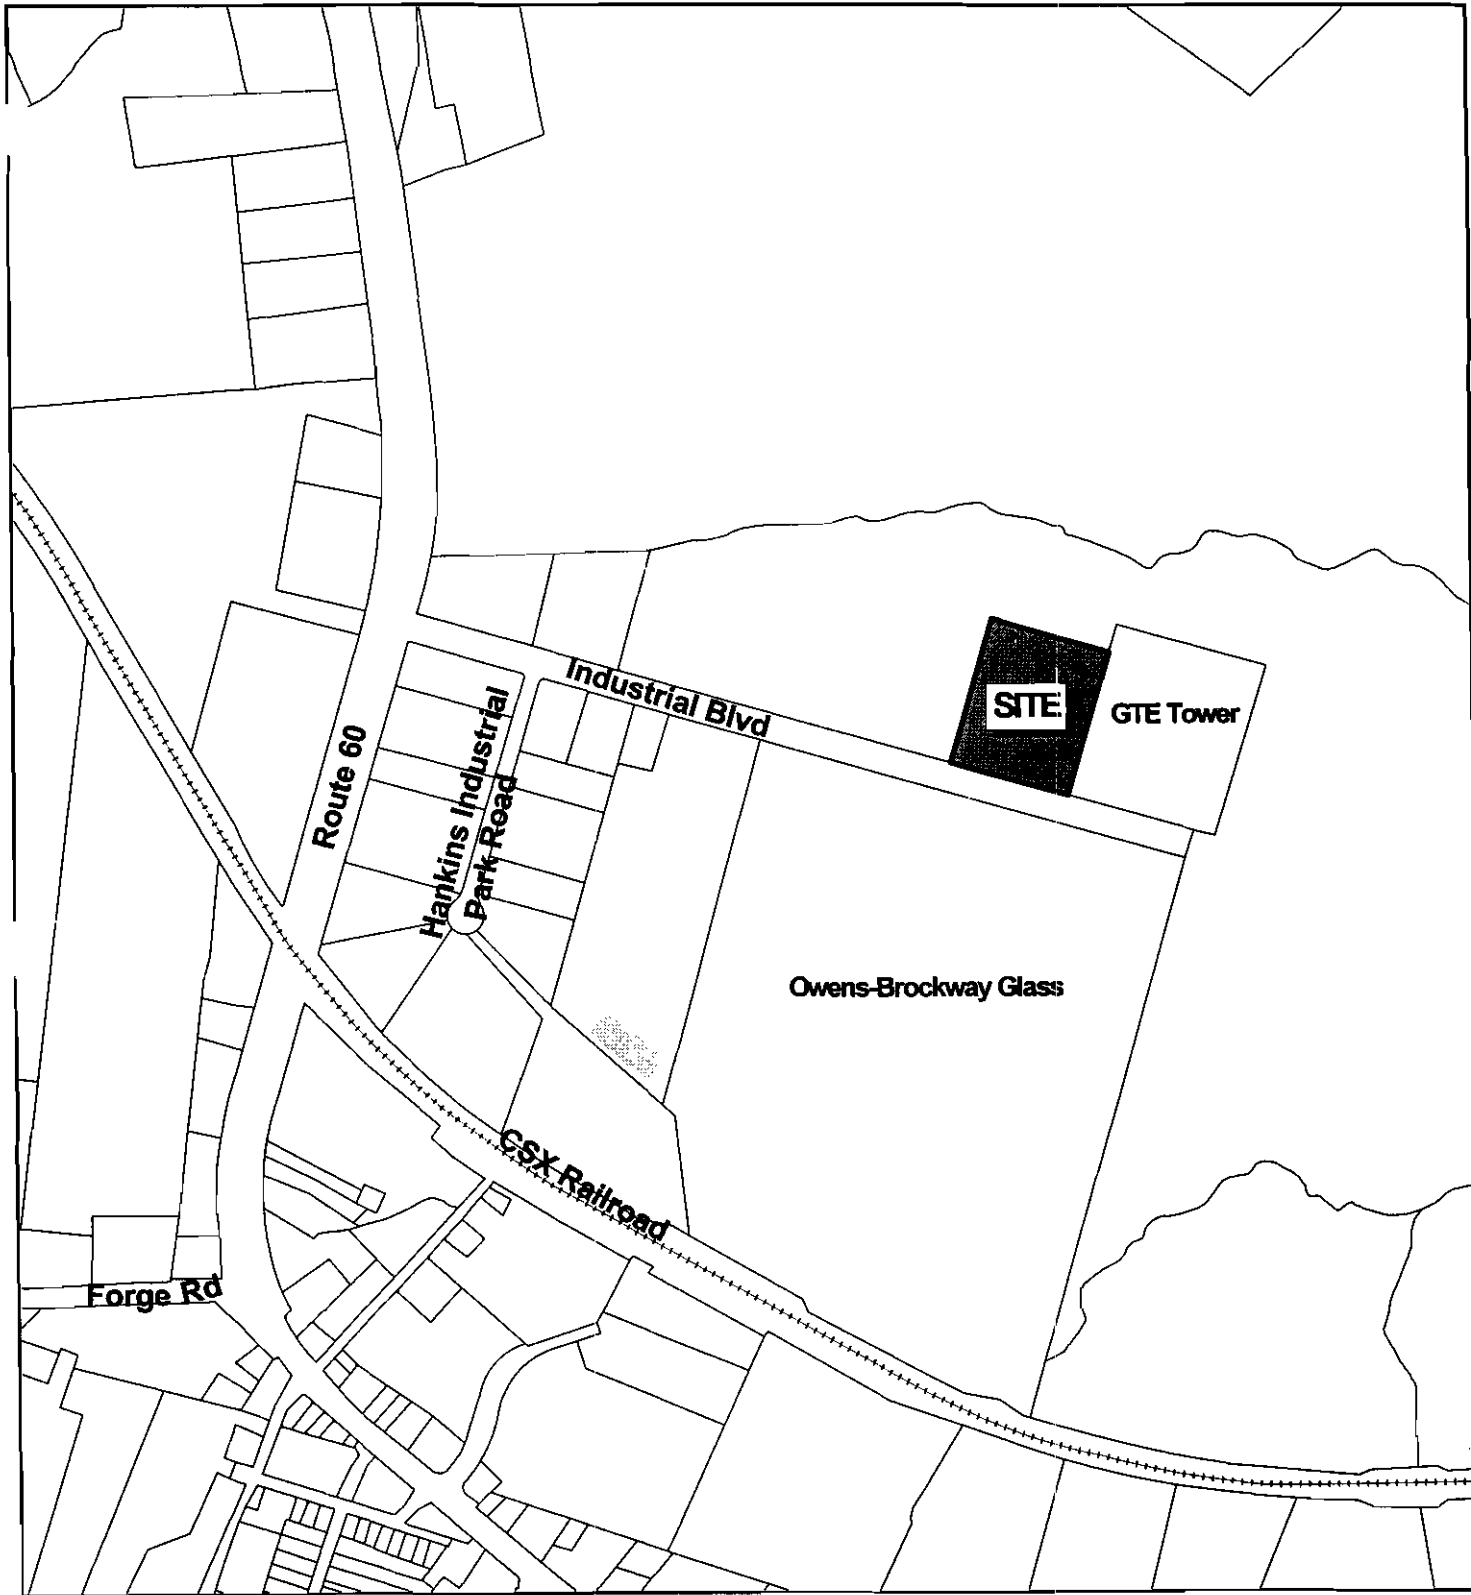 Industrial Blvd
SITE
GTE Tower
Route 60
Hankins Industrial
Park Road
Owens-Brockway Glass
CSX Railroad
Forge Rd